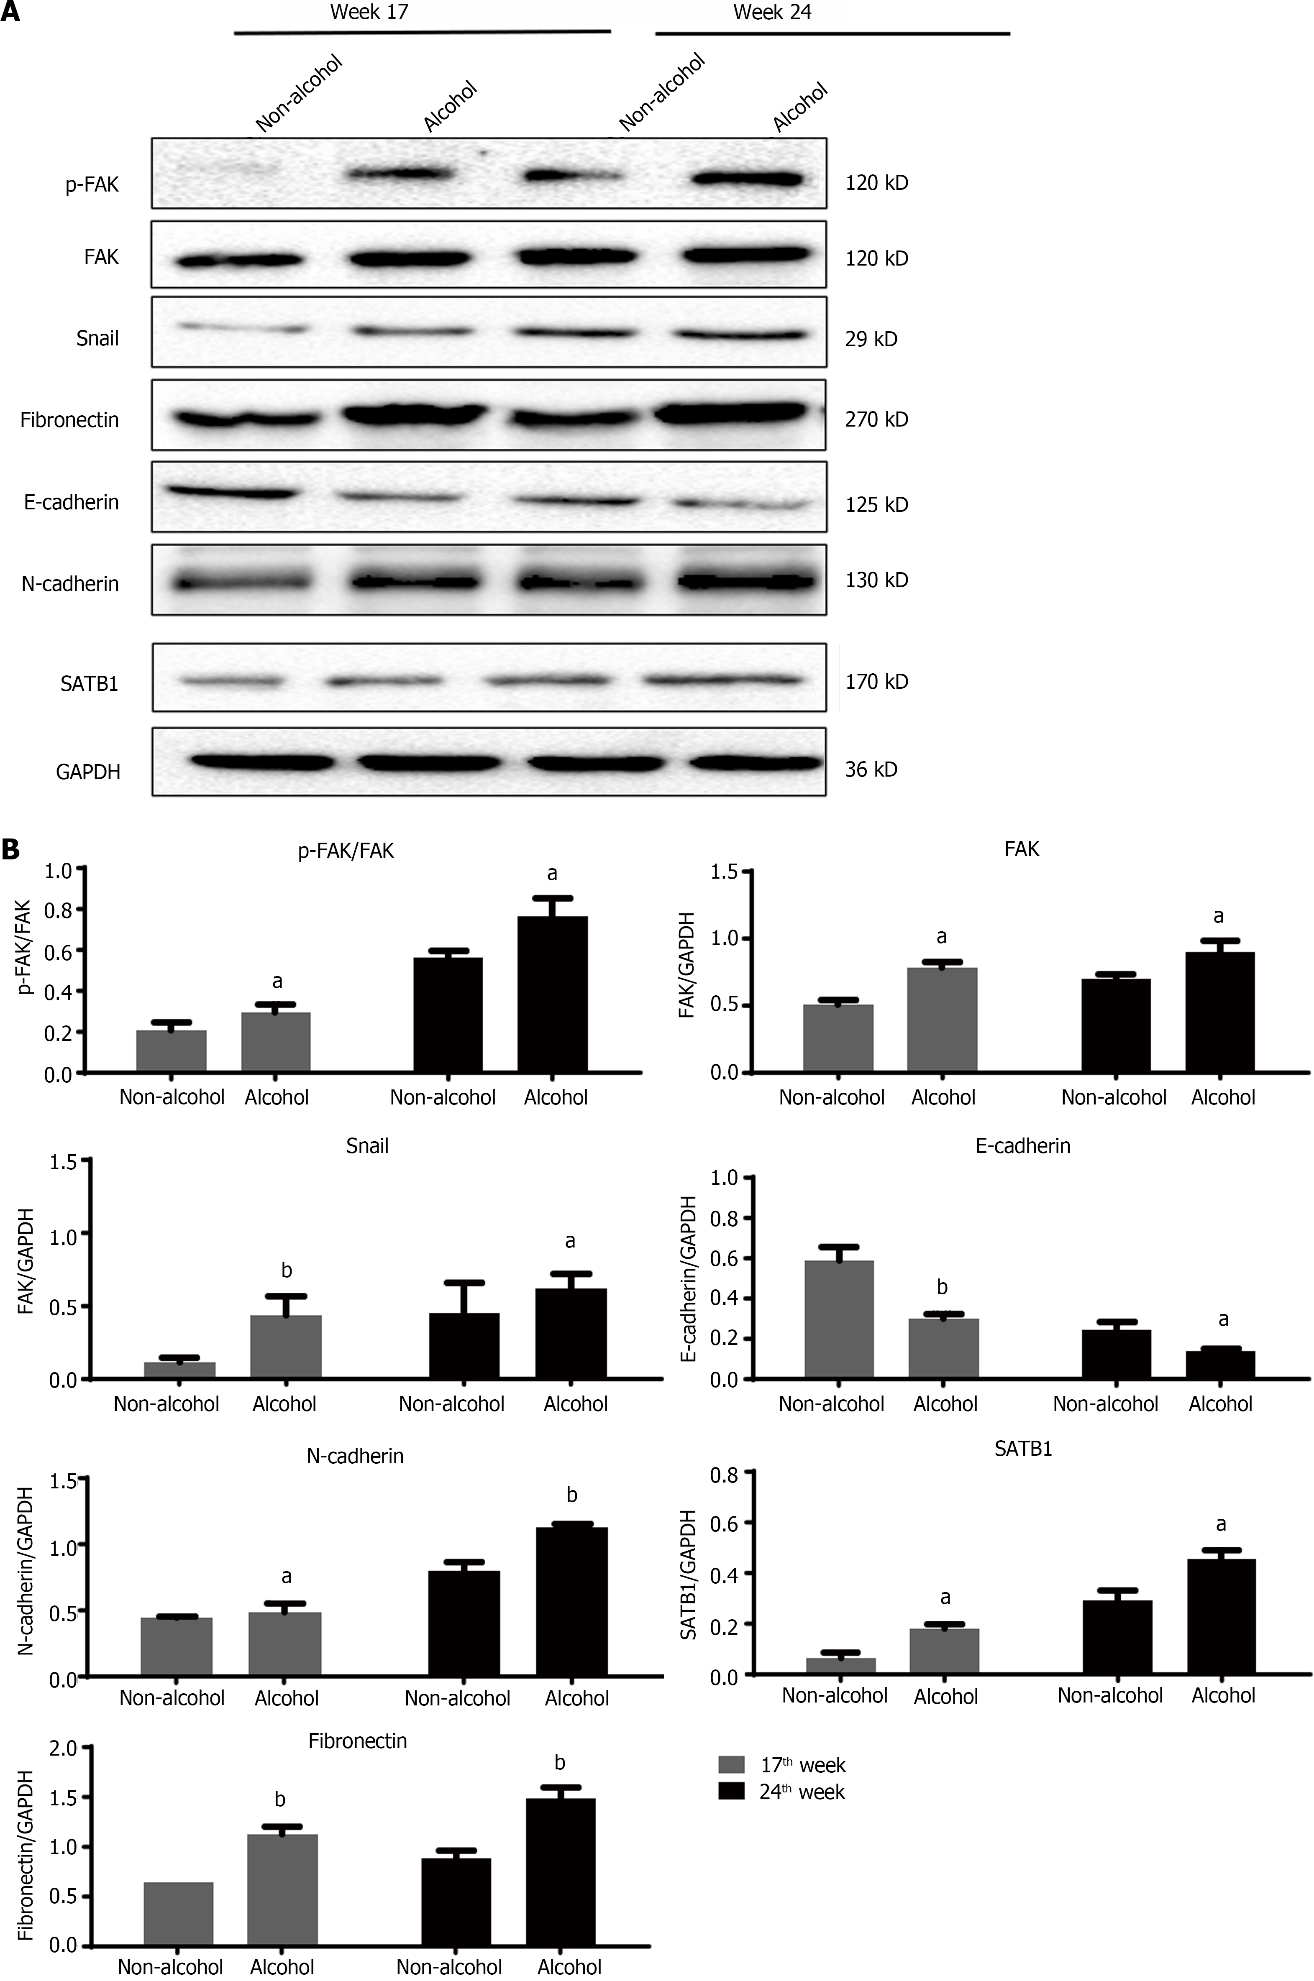 A
Week 17 Week 24
Non-alcohol Alcohol Non-alcohol Alcohol
p-FAK 120 kD
FAK 120 kD
Snail 29 kD
Fibronectin 270 kD
E-cadherin 125 kD
N-cadherin 130 kD
SATB1 170 kD
GAPDH 36 kD
B
p-FAK/FAK
p-FAK/FAK
1.0
0.8
0.6
0.4
0.2
0.0
a
a
Non-alcohol Alcohol Non-alcohol Alcohol
FAK
FAK/GAPDH
1.5
1.0
0.5
0.0
a
a
Non-alcohol Alcohol Non-alcohol Alcohol
Snail
FAK/GAPDH
1.5
1.0
0.5
0.0
b
a
Non-alcohol Alcohol Non-alcohol Alcohol
E-cadherin
E-cadherin/GAPDH
1.0
0.8
0.6
0.4
0.2
0.0
b
a
Non-alcohol Alcohol Non-alcohol Alcohol
N-cadherin
N-cadherin/GAPDH
1.5
1.0
0.5
0.0
a
b
Non-alcohol Alcohol Non-alcohol Alcohol
SATB1
SATB1/GAPDH
0.8
0.6
0.4
0.2
0.0
a
a
Non-alcohol Alcohol Non-alcohol Alcohol
Fibronectin
Fibronectin/GAPDH
2.0
1.5
1.0
0.5
0.0
b
b
Non-alcohol Alcohol Non-alcohol Alcohol
17th week
24th week